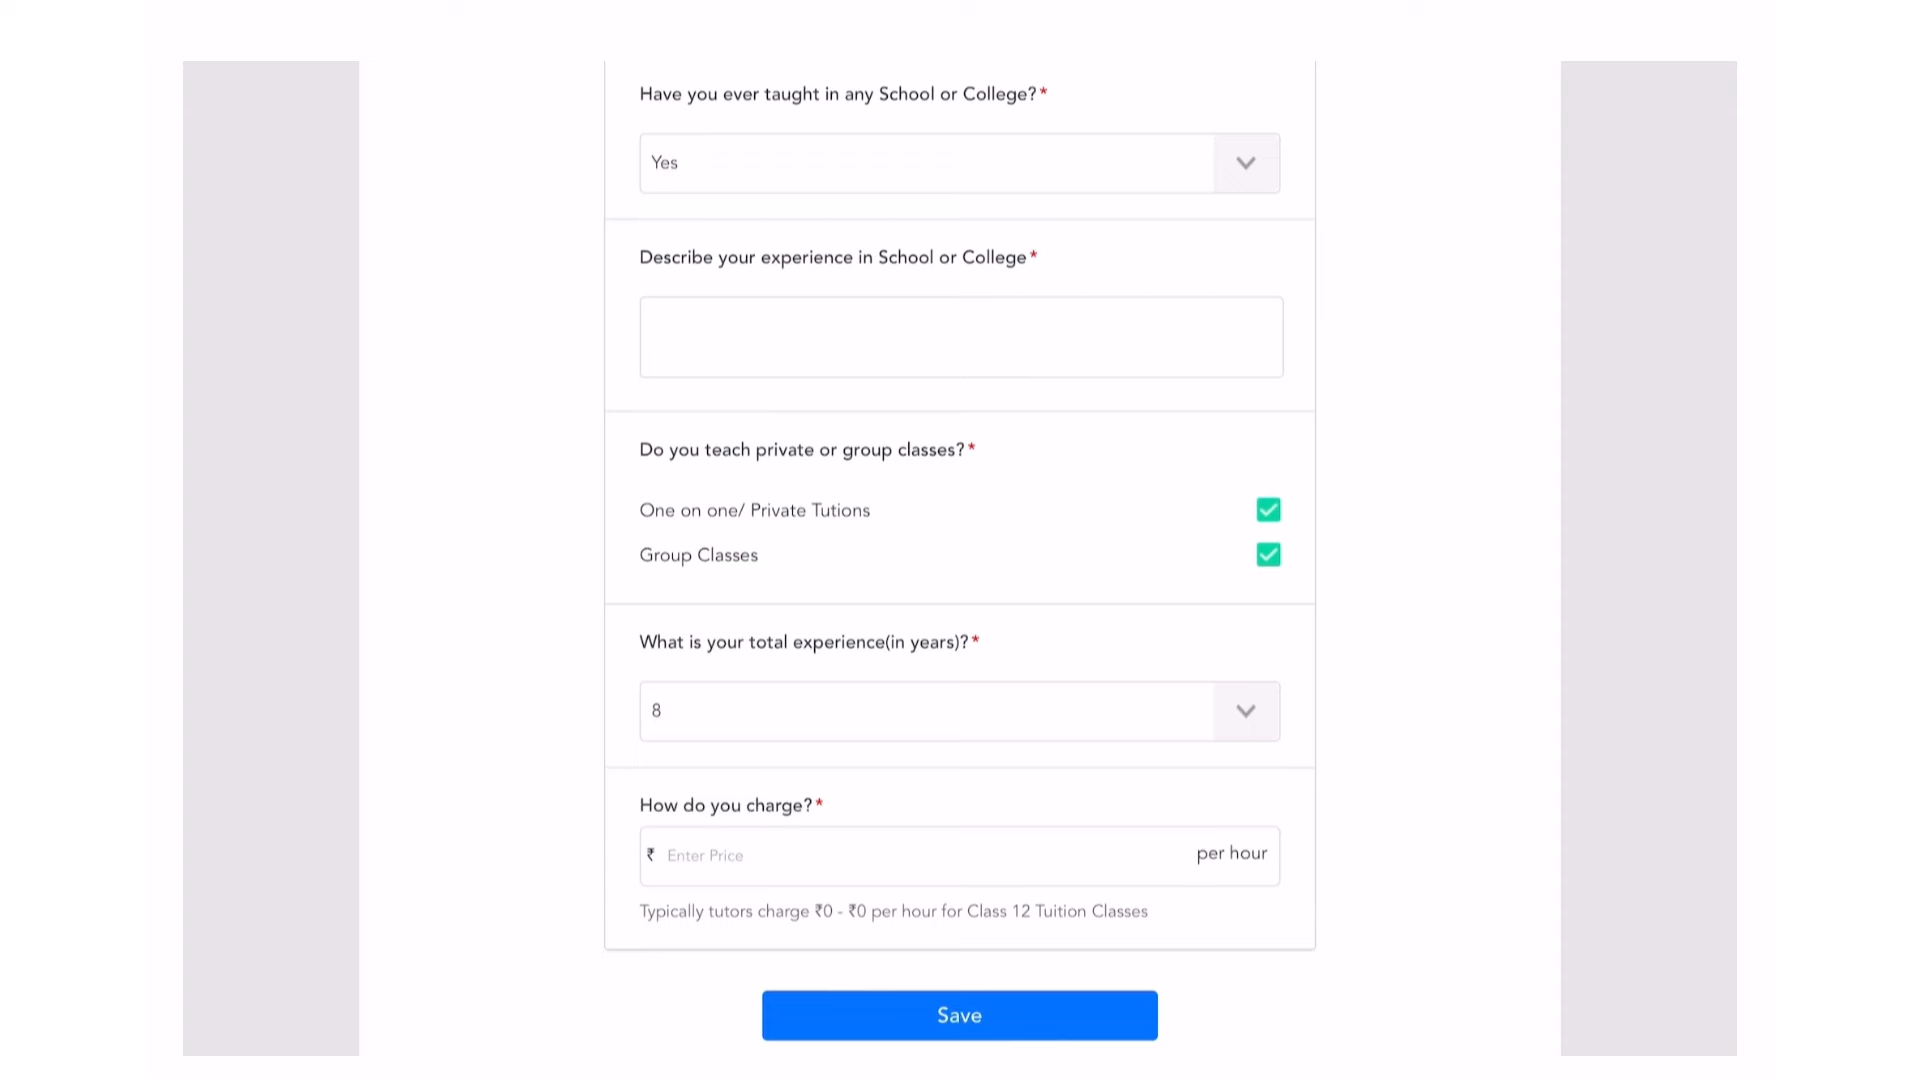 Have you ever taught in any School or College?*
Yes
Describe your experience in School or College*
Do you teach private or group classes?*
One on one/ Private Tutions
Group Classes
What is your total experience(in years)?*
8
How do you charge?*
₹ Enter Price per hour
Typically tutors charge ₹0 - ₹0 per hour for Class 12 Tuition Classes
Save